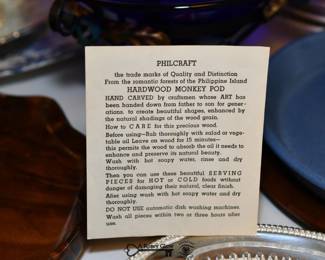 PHILCRAFT
the trade marks of Quality and Distinction
From the romantic forests of the Philippine Island
HARDWOOD MONKEY POD
HAND CARVED by craftsmen whose ART has
been handed down from father to son for gener-
ations. to create beautiful shapes, enhanced by
the natural shadings of the wood grain.
How to CARE for this precious wood.
Before using—Rub thoroughly with salad or vege-
table oil Leave on wood for 15 minutes—
this permits the wood to absorb the all it needs to
enhance and preserve its natural beauty.
Wash with hot soapy water, rinse and dry
thoroughly.
Then you can use these beautiful SERVING
PIECES for HOT or COLD foods without
danger of damaging their natural, clear finish.
After using wash with hot soapy water and dry
thoroughly.
DO NOT USE automatic dish washing machines.
Wash all pieces within two or three hours after
use.